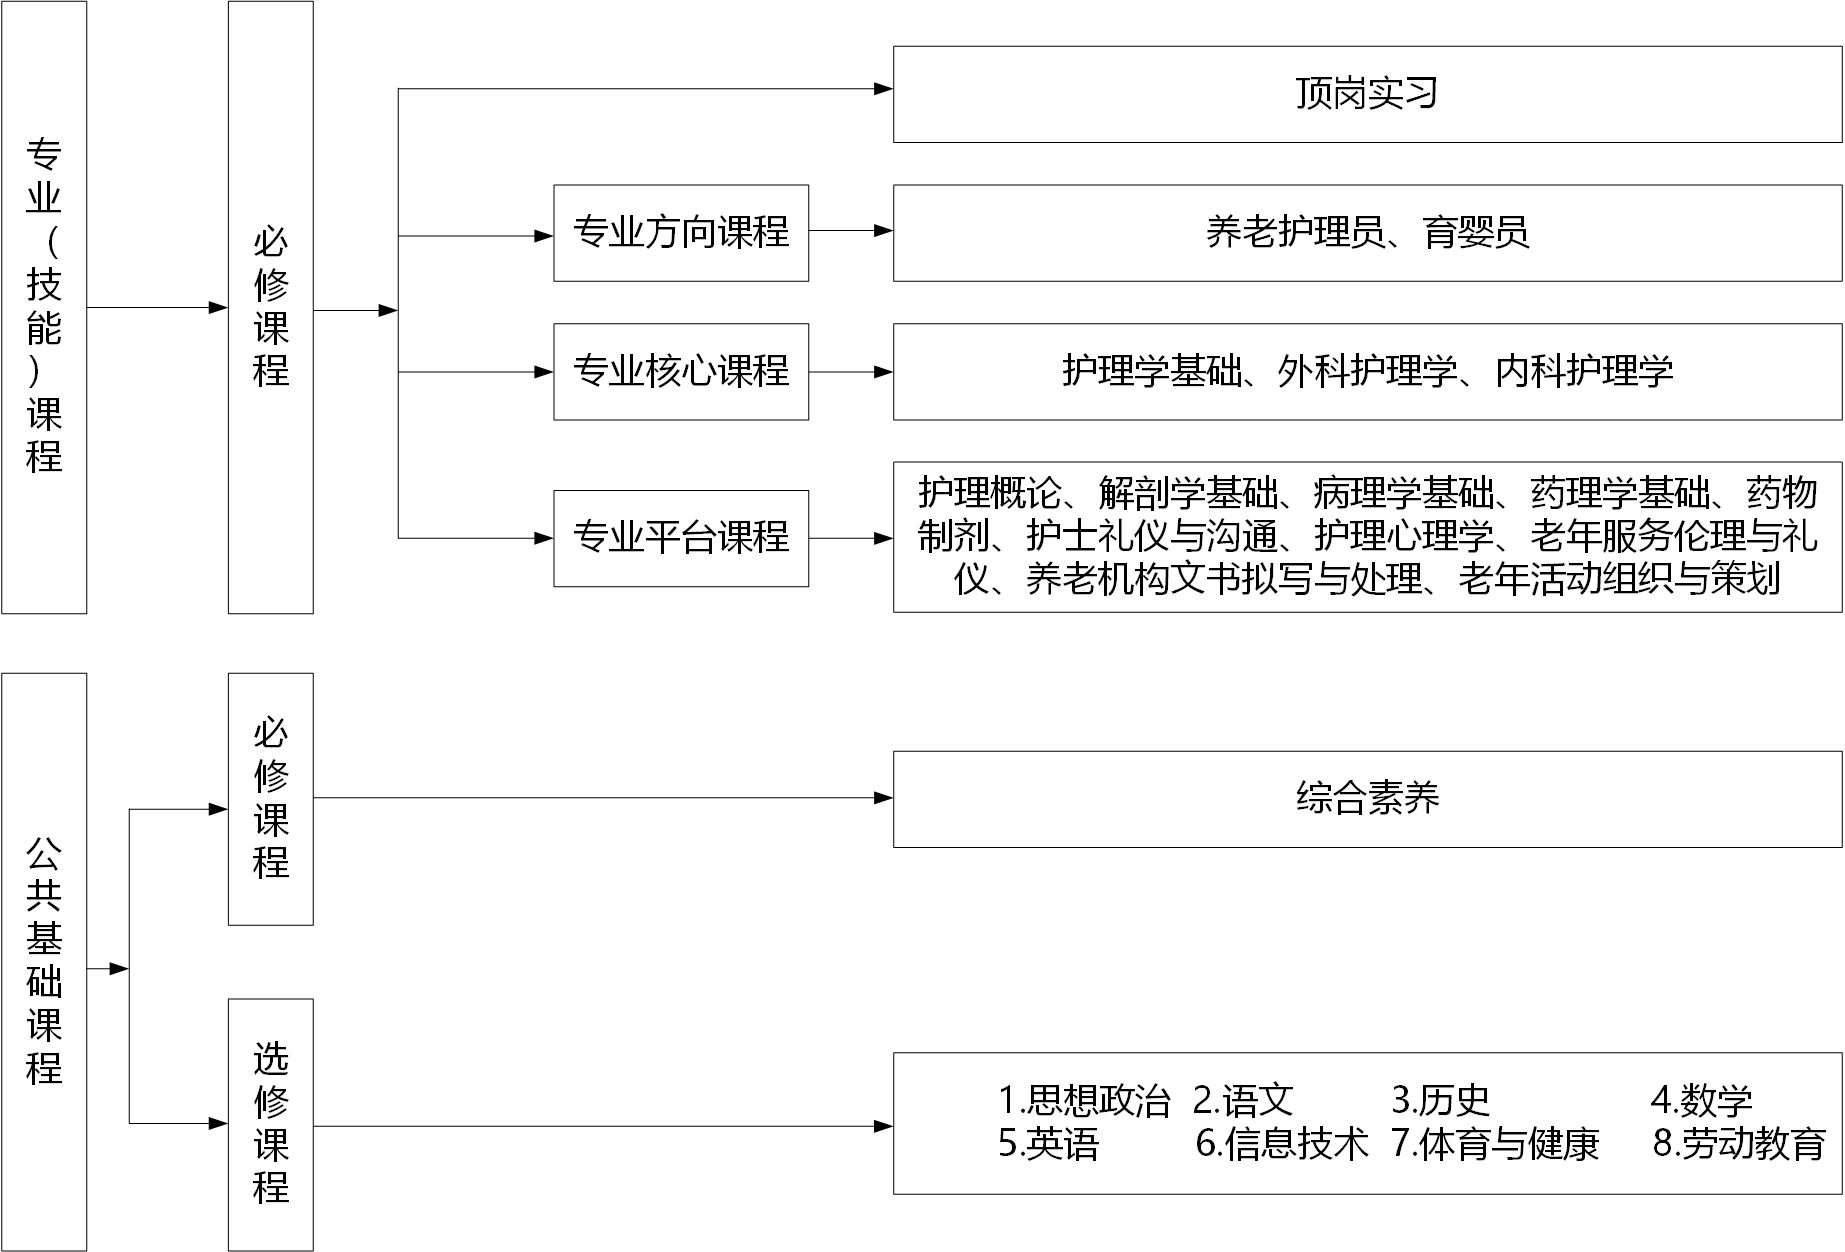 专业（技能）课程
必修课程
顶岗实习
专业方向课程
养老护理员、育婴员
专业核心课程
护理学基础、外科护理学、内科护理学
专业平台课程
护理概论、解剖学基础、病理学基础、药理学基础、药物
制剂、护士礼仪与沟通、护理心理学、老年服务伦理与礼
仪、养老机构文书拟写与处理、老年活动组织与策划
公共基础课程
必修课程
综合素养
选修课程
1.思想政治 2.语文 3.历史 4.数学
5.英语 6.信息技术 7.体育与健康 8.劳动教育